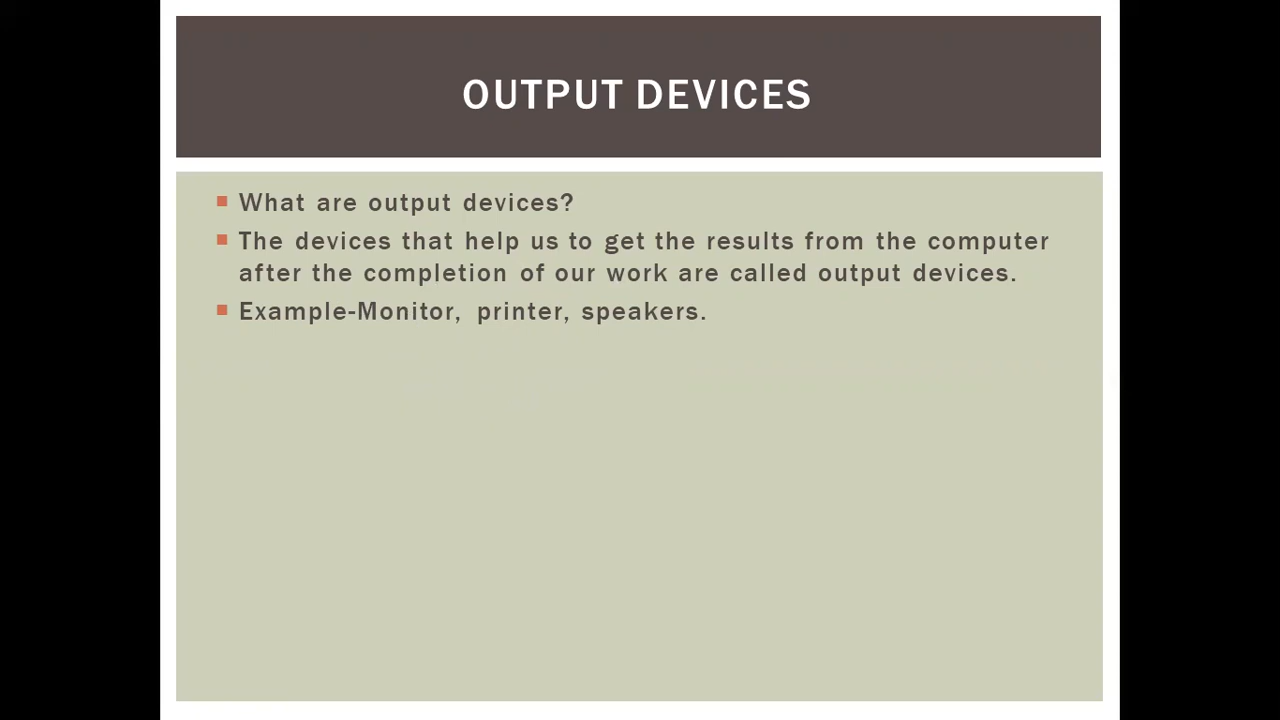 OUTPUT DEVICES
What are output devices?
The devices that help us to get the results from the computer
after the completion of our work are called output devices.
Example-Monitor, printer, speakers.